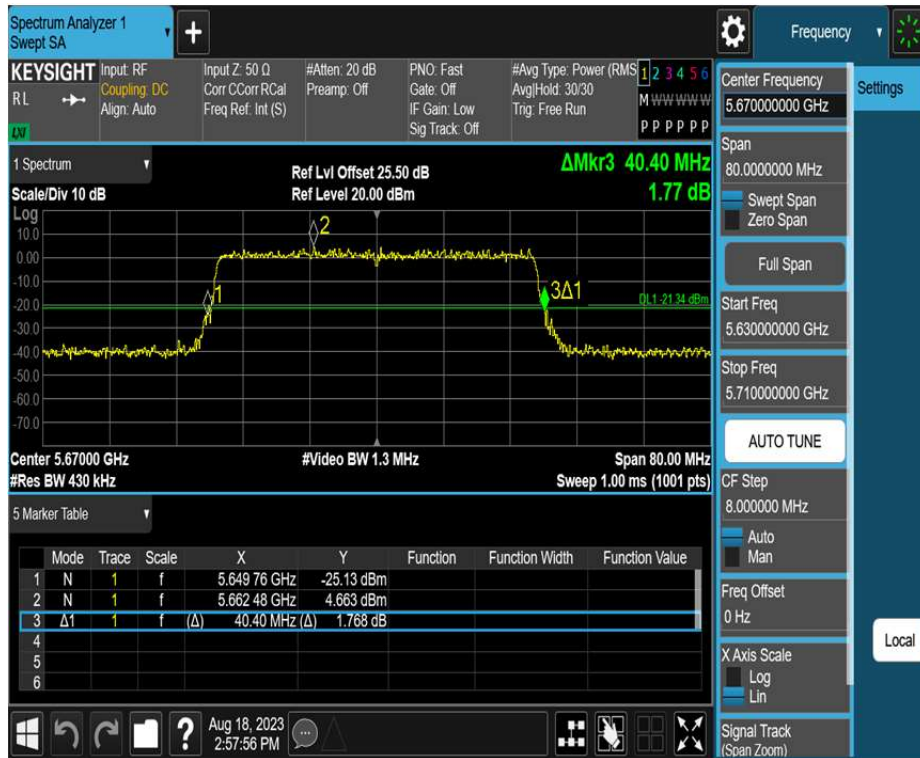 Spectrum Analyzer 1
Swept SA
+
Frequency
KEYSIGHT
RL
LXI
Input: RF
Coupling: DC
Align: Auto
Input Z: 50 Ω
Corr CCorr RCal
Freq Ref: Int (S)
#Atten: 20 dB
Preamp: Off
PNO: Fast
Gate: Off
IF Gain: Low
Sig Track: Off
#Avg Type: Power (RMS
Avg|Hold: 30/30
Trig: Free Run
1 2 3 4 5 6
M W W W W W
P P P P P P
Center Frequency
5.670000000 GHz
Settings
Span
80.0000000 MHz
Swept Span
Zero Span
Full Span
Start Freq
5.630000000 GHz
Stop Freq
5.710000000 GHz
AUTO TUNE
CF Step
8.000000 MHz
Auto
Man
Freq Offset
0 Hz
X Axis Scale
Log
Lin
Signal Track
(Span Zoom)
Local
1 Spectrum
Scale/Div 10 dB
Ref Lvl Offset 25.50 dB
Ref Level 20.00 dBm
ΔMkr3 40.40 MHz
1.77 dB
Log
10.0
0.00
-10.0
-20.0
-30.0
-40.0
-50.0
-60.0
-70.0
2
1
3Δ1
DL1 -21.34 dBm
Center 5.67000 GHz
#Video BW 1.3 MHz
Span 80.00 MHz
#Res BW 430 kHz
Sweep 1.00 ms (1001 pts)
5 Marker Table
Mode Trace Scale X Y Function Function Width Function Value
1 N 1 f 5.649 76 GHz -25.13 dBm
2 N 1 f 5.662 48 GHz 4.663 dBm
3 Δ1 1 f (Δ) 40.40 MHz (Δ) 1.768 dB
4
5
6
?
Aug 18, 2023
2:57:56 PM